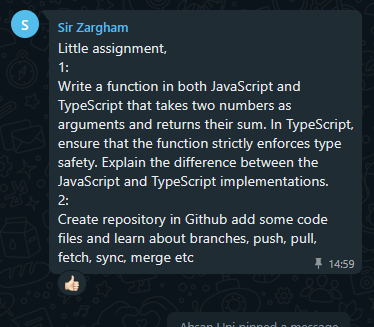 S
Sir Zargham
Little assignment,
1:
Write a function in both JavaScript and
TypeScript that takes two numbers as
arguments and returns their sum. In TypeScript,
ensure that the function strictly enforces type
safety. Explain the difference between the
JavaScript and TypeScript implementations.
2:
Create repository in Github add some code
files and learn about branches, push, pull,
fetch, sync, merge etc
14:59
Ahsan Uni pinned a message